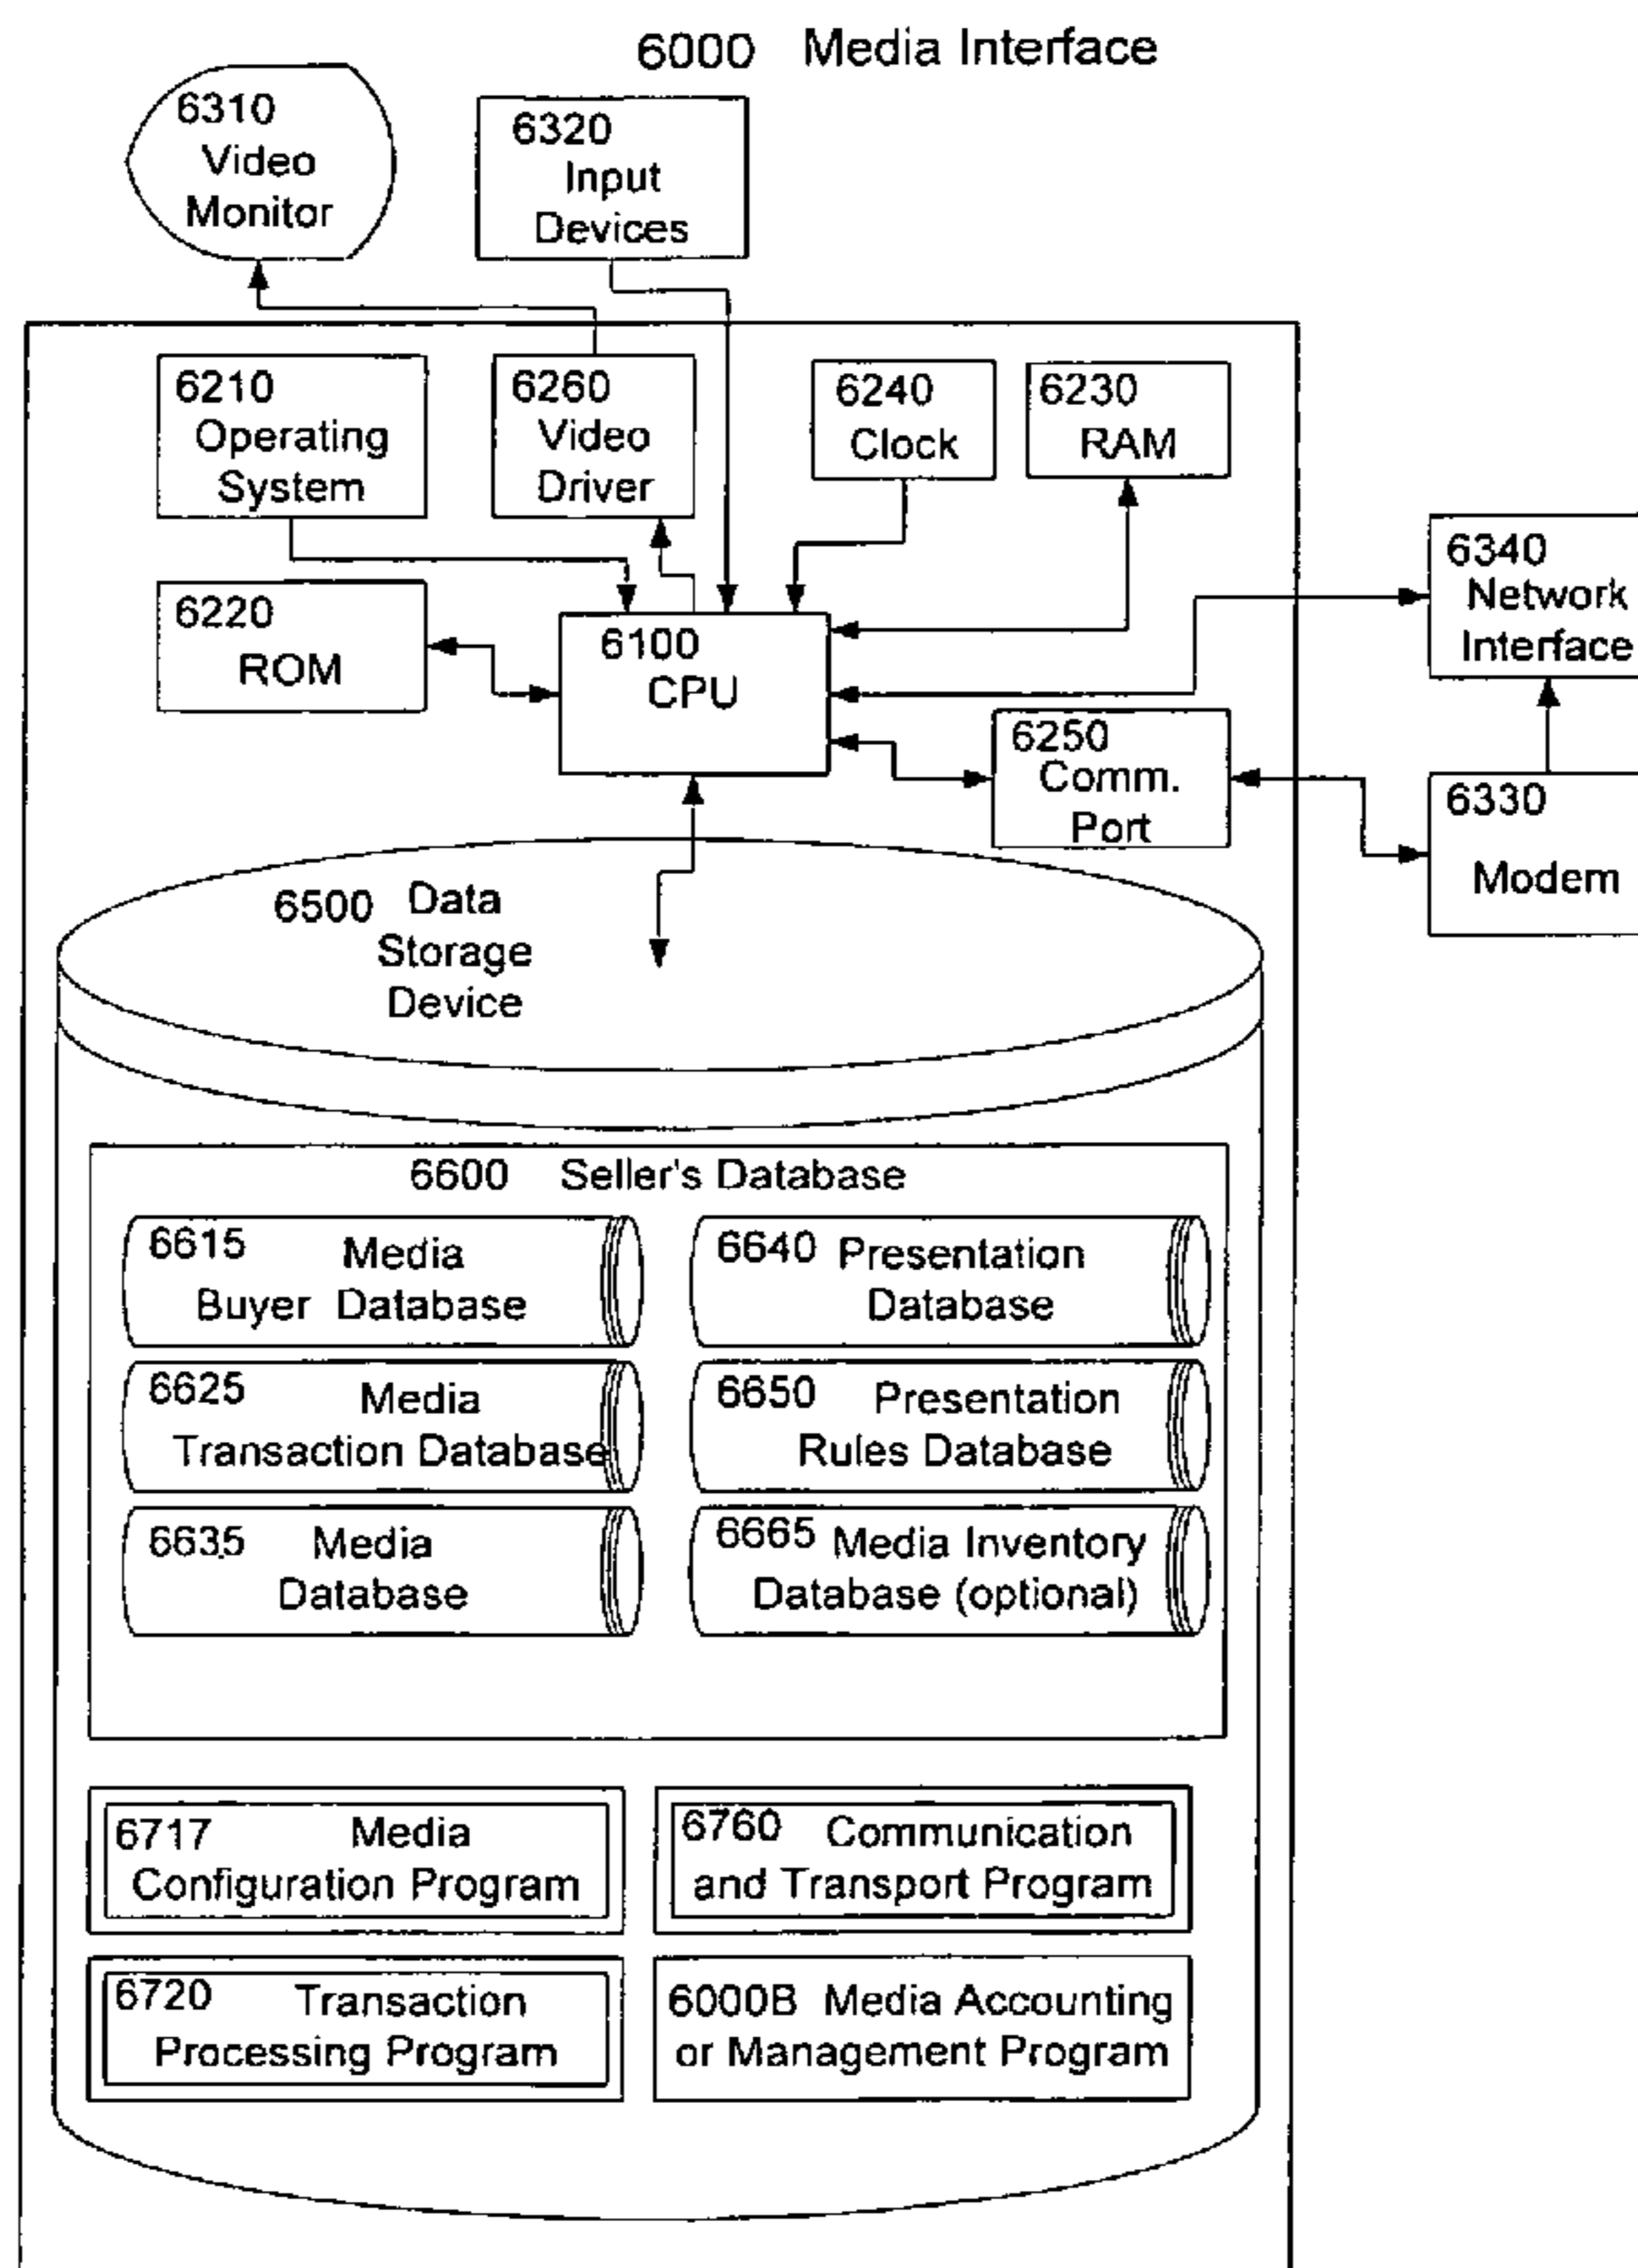 6000 Media Interface
6310
Video
Monitor
6320
Input
Devices
6210
Operating
System
6260
Video
Driver
6240
Clock
6230
RAM
6340
Network
Interface
6220
ROM
6100
CPU
6250
Comm.
Port
6330
Modem
6500 Data
Storage
Device
6600 Seller's Database
6615 Media
Buyer Database
6640 Presentation
Database
6625 Media
Transaction Database
6650 Presentation
Rules Database
6635 Media
Database
6665 Media Inventory
Database (optional)
6717 Media
Configuration Program
6760 Communication
and Transport Program
6720 Transaction
Processing Program
6000B Media Accounting
or Management Program